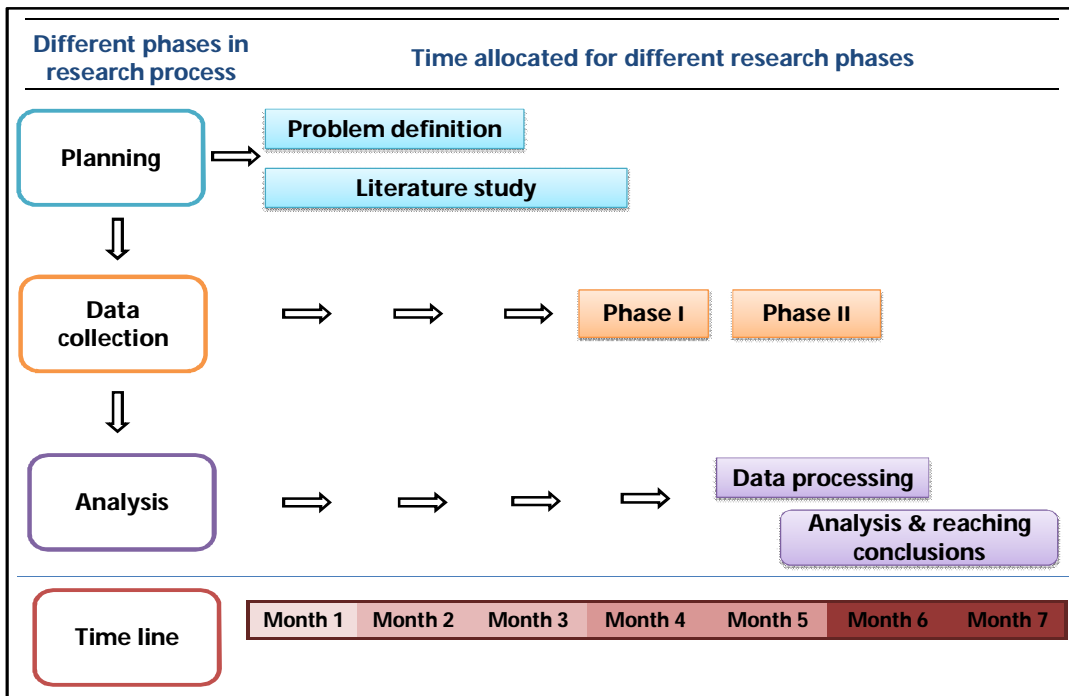 Different phases in
research process
Time allocated for different research phases
Planning
Problem definition
Literature study
Data
collection
Phase I
Phase II
Analysis
Data processing
Analysis & reaching
conclusions
Time line
Month 1 Month 2 Month 3 Month 4 Month 5 Month 6 Month 7